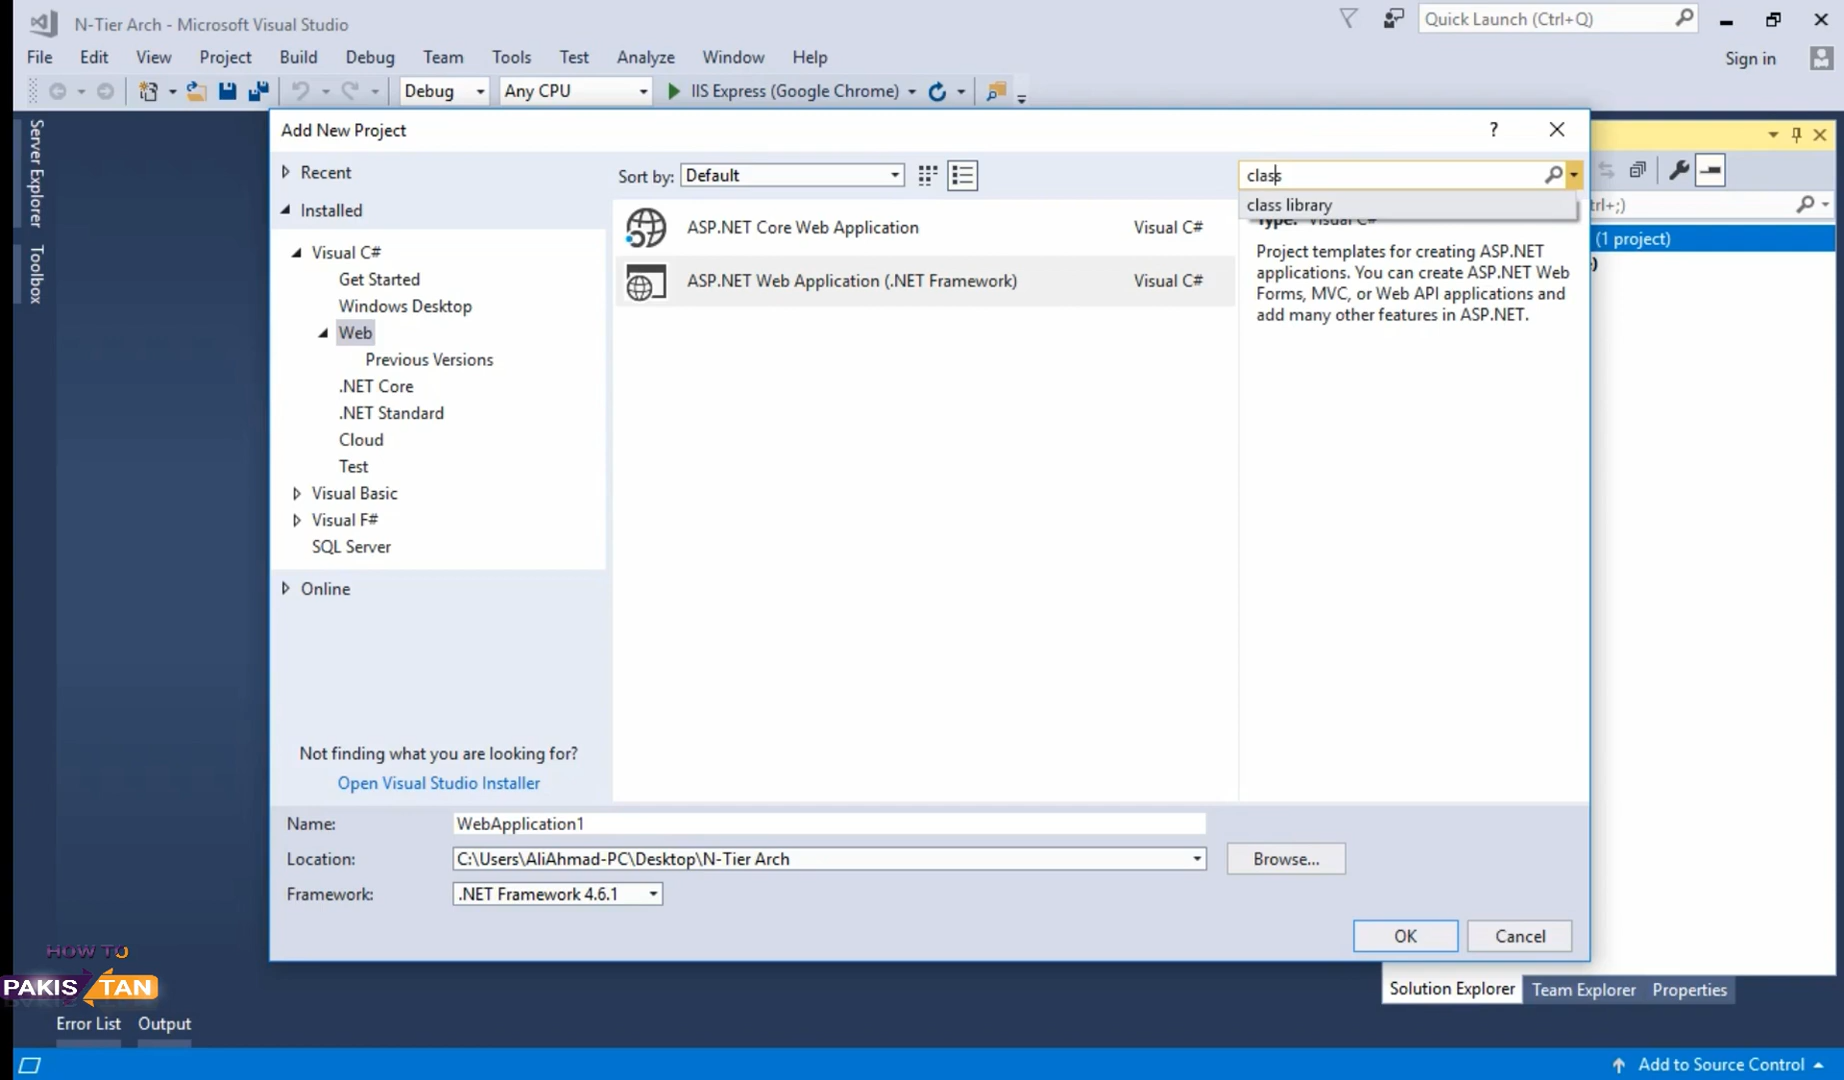 N-Tier Arch - Microsoft Visual Studio
Quick Launch (Ctrl+Q)
File Edit View Project Build Debug Team Tools Test Analyze Window Help
Sign in
Debug Any CPU IIS Express (Google Chrome)
Server Explorer
Toolbox
Add New Project
?
Recent
Sort by: Default
class
class library
Installed
Visual C#
Get Started
Windows Desktop
Web
Previous Versions
.NET Core
.NET Standard
Cloud
Test
Visual Basic
Visual F#
SQL Server
Online
ASP.NET Core Web Application Visual C#
ASP.NET Web Application (.NET Framework) Visual C#
Type: Visual C#
Project templates for creating ASP.NET
applications. You can create ASP.NET Web
Forms, MVC, or Web API applications and
add many other features in ASP.NET.
trl+;)
(1 project)
Not finding what you are looking for?
Open Visual Studio Installer
Name: WebApplication1
Location: C:\Users\AliAhmad-PC\Desktop\N-Tier Arch
Browse...
Framework: .NET Framework 4.6.1
OK Cancel
HOW TO
PAKISTAN
Solution Explorer Team Explorer Properties
Error List Output
Add to Source Control